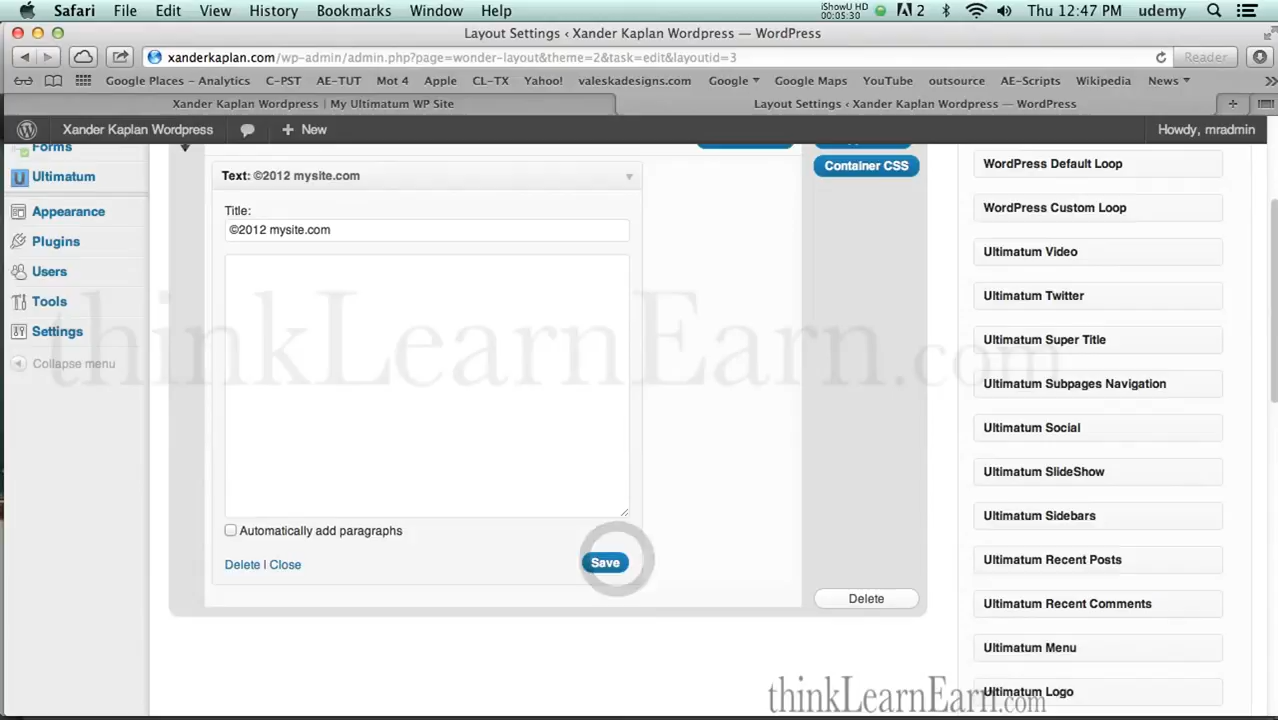 Safari File Edit View History Bookmarks Window Help iShowU HD 00:05:30 2 Thu 12:47 PM udemy
Layout Settings ‹ Xander Kaplan Wordpress — WordPress
xanderkaplan.com/wp-admin/admin.php?page=wonder-layout&theme=2&task=edit&layoutid=3 Reader
Google Places - Analytics C-PST AE-TUT Mot 4 Apple CL-TX Yahoo! valeskadesigns.com Google Google Maps YouTube outsource AE-Scripts Wikipedia News
Xander Kaplan Wordpress | My Ultimatum WP Site Layout Settings ‹ Xander Kaplan Wordpress — WordPress
Xander Kaplan Wordpress New Howdy, mradmin
Forms
Ultimatum
Appearance
Plugins
Users
Tools
Settings
Collapse menu
Text: ©2012 mysite.com
Title:
©2012 mysite.com
Automatically add paragraphs
Delete | Close
Save
Container CSS
Delete
WordPress Default Loop
WordPress Custom Loop
Ultimatum Video
Ultimatum Twitter
Ultimatum Super Title
Ultimatum Subpages Navigation
Ultimatum Social
Ultimatum SlideShow
Ultimatum Sidebars
Ultimatum Recent Posts
Ultimatum Recent Comments
Ultimatum Menu
Ultimatum Logo
thinkLearnEarn.com
thinkLearnEarn.com